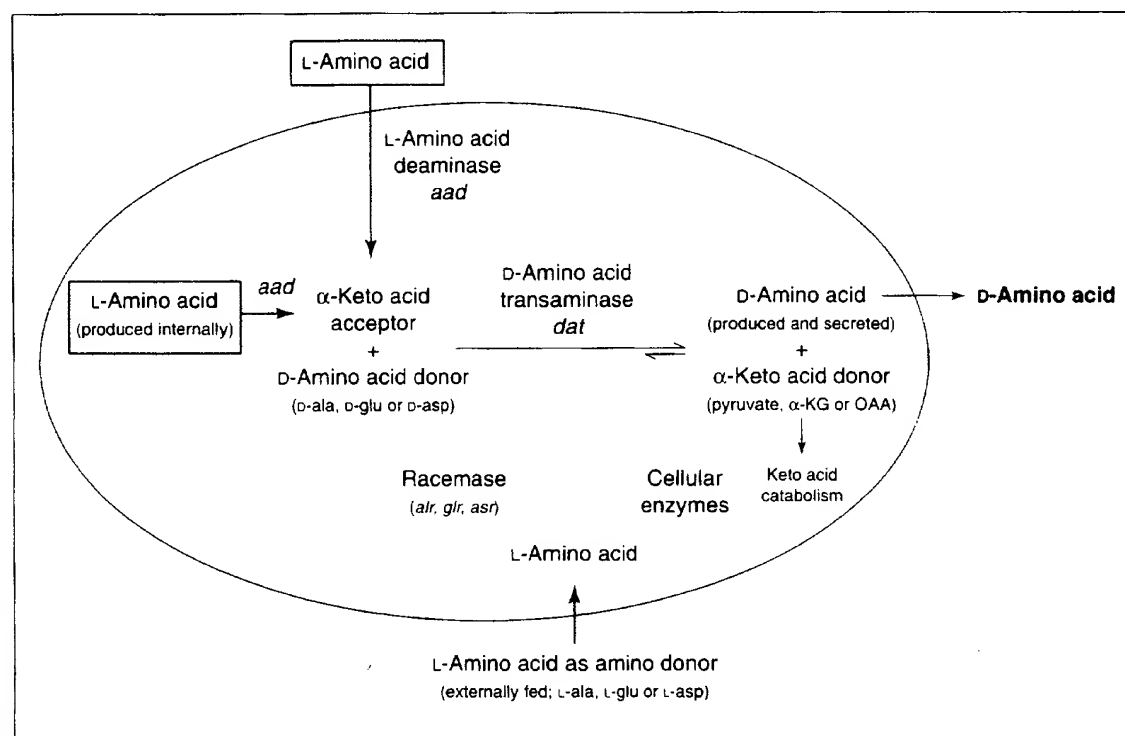 L-Amino acid
L-Amino acid
deaminase
aad
L-Amino acid
(produced internally)
aad
α-Keto acid
acceptor
+
D-Amino acid donor
(D-ala, D-glu or D-asp)
D-Amino acid
transaminase
dat
D-Amino acid
(produced and secreted)
+
α-Keto acid donor
(pyruvate, α-KG or OAA)
D-Amino acid
Racemase
(alr, glr, asr)
Cellular
enzymes
Keto acid
catabolism
L-Amino acid
L-Amino acid as amino donor
(externally fed; L-ala, L-glu or L-asp)